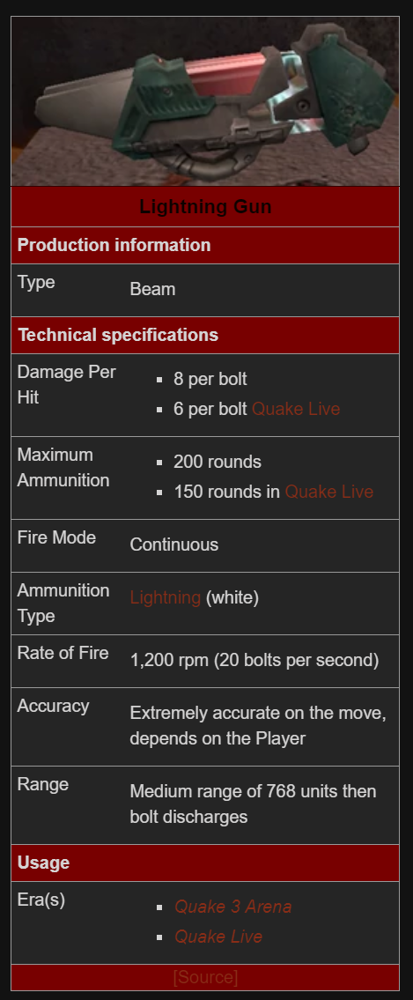 Lightning Gun
Production information
Type
Beam
Technical specifications
Damage Per
Hit
▪ 8 per bolt
▪ 6 per bolt Quake Live
Maximum
Ammunition
▪ 200 rounds
▪ 150 rounds in Quake Live
Fire Mode
Continuous
Ammunition
Type
Lightning (white)
Rate of Fire
1,200 rpm (20 bolts per second)
Accuracy
Extremely accurate on the move,
depends on the Player
Range
Medium range of 768 units then
bolt discharges
Usage
Era(s)
▪ Quake 3 Arena
▪ Quake Live
[Source]